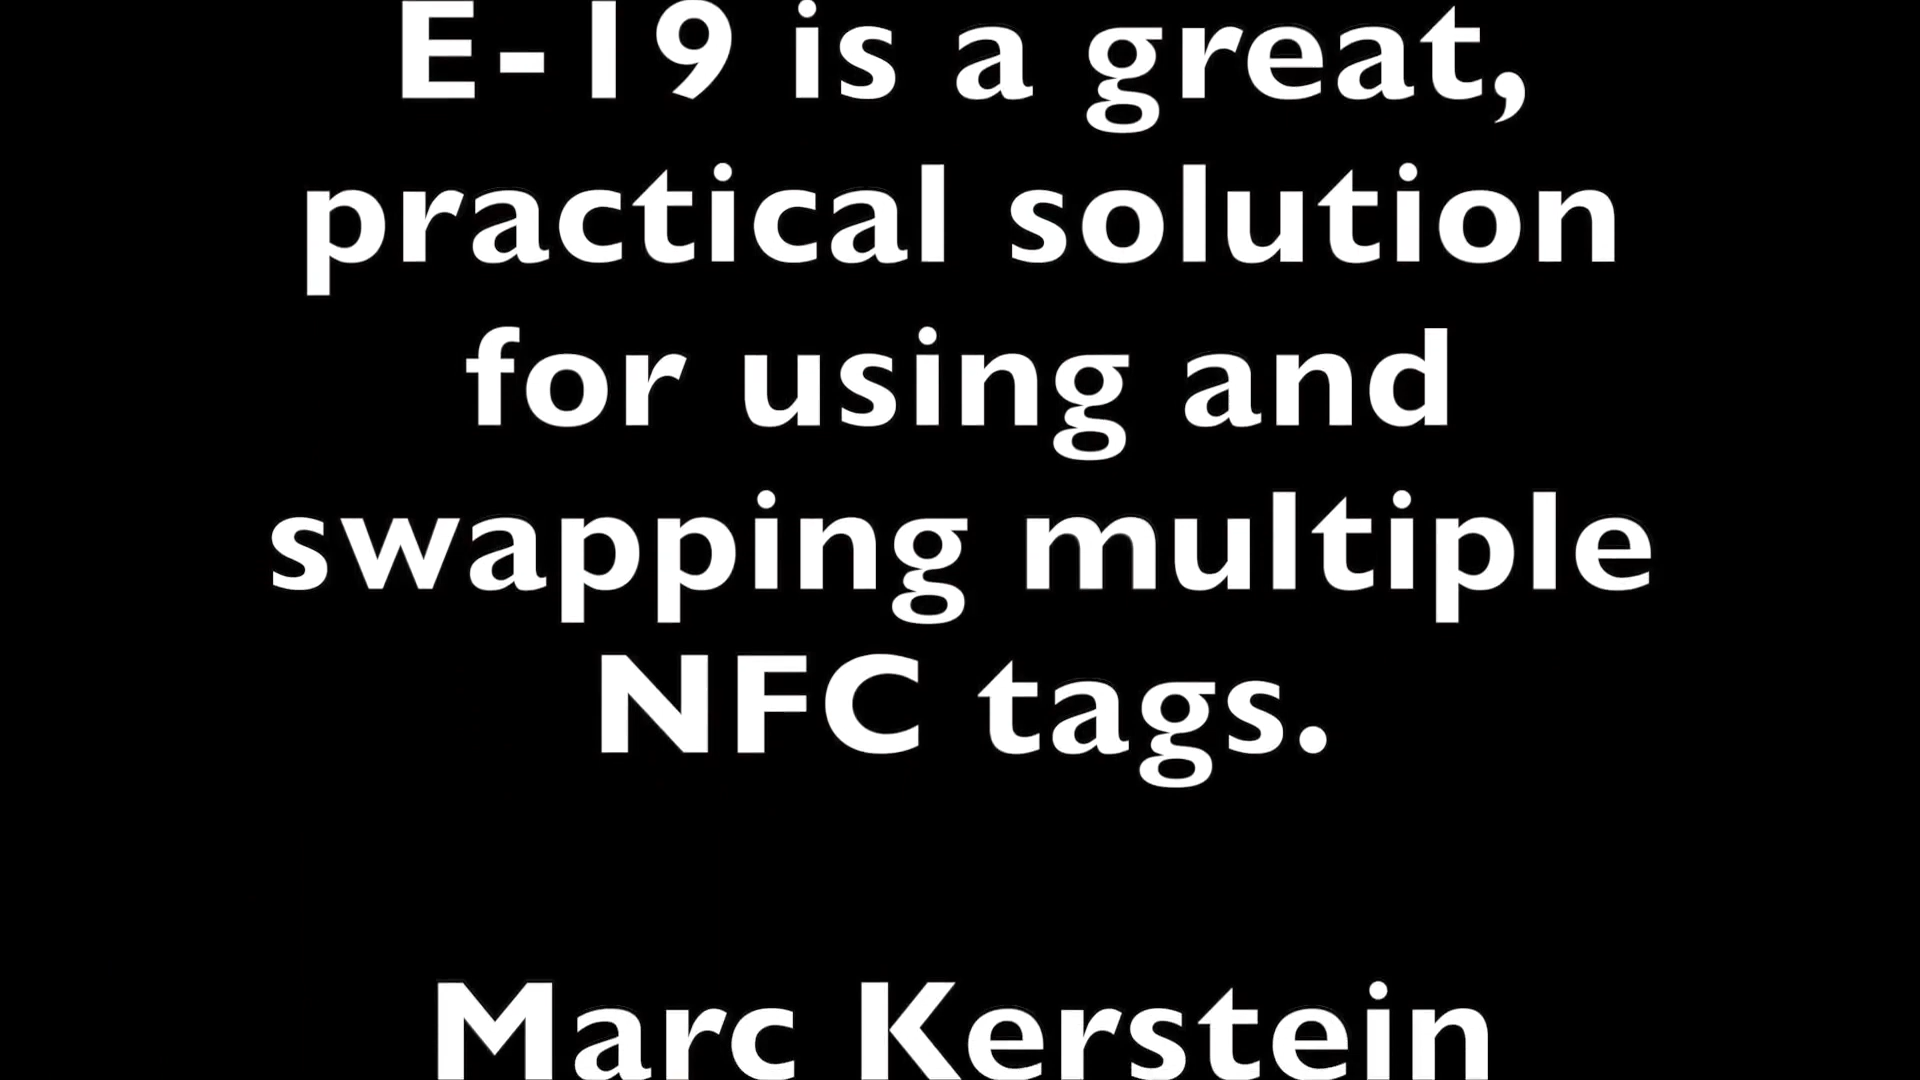 E-19 is a great,
practical solution
for using and
swapping multiple
NFC tags.
Marc Kerstein